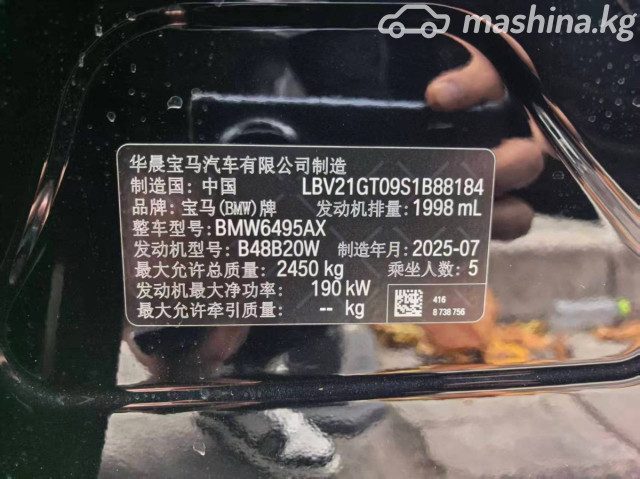 mashina.kg
华晨宝马汽车有限公司制造
制造国: 中国 LBV21GT09S1B88184
品牌: 宝马(BMW)牌 发动机排量: 1998 mL
整车型号: BMW6495AX
发动机型号: B48B20W 制造年月: 2025-07
最大允许总质量: 2450 kg 乘坐人数: 5
发动机最大净功率: 190 kW
最大允许牵引质量: -- kg
416
8 738 756